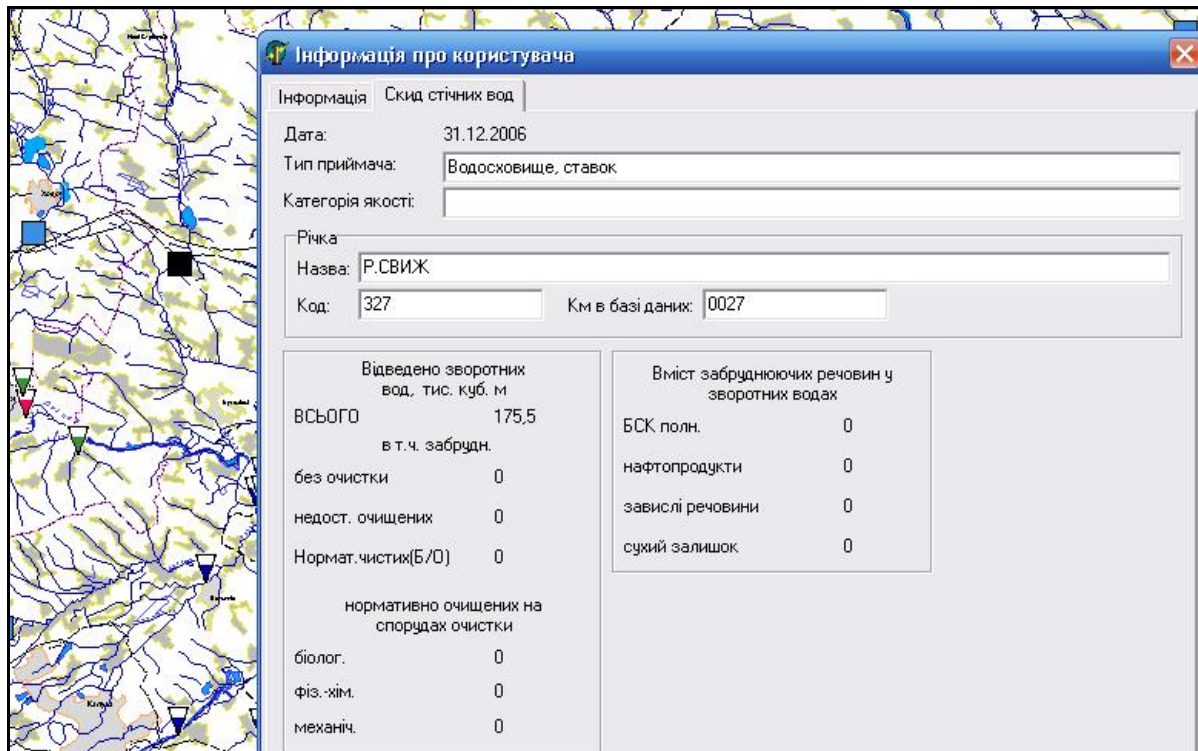 Інформація про користувача
Інформація Скид стічних вод
Дата: 31.12.2006
Тип приймача: Водосховище, ставок
Категорія якості:
Річка
Назва: Р.СВИЖ
Код: 327 Км в базі даних: 0027
Відведено зворотних
вод, тис. куб. м
ВСЬОГО 175,5
в т.ч. забрудн.
без очистки 0
недост. очищених 0
Нормат.чистих(Б/О) 0
нормативно очищених на
спорудах очистки
біолог. 0
фіз.-хім. 0
механіч. 0
Вміст забруднюючих речовин у
зворотних водах
БСК полн. 0
нафтопродукти 0
завислі речовини 0
сухий залишок 0